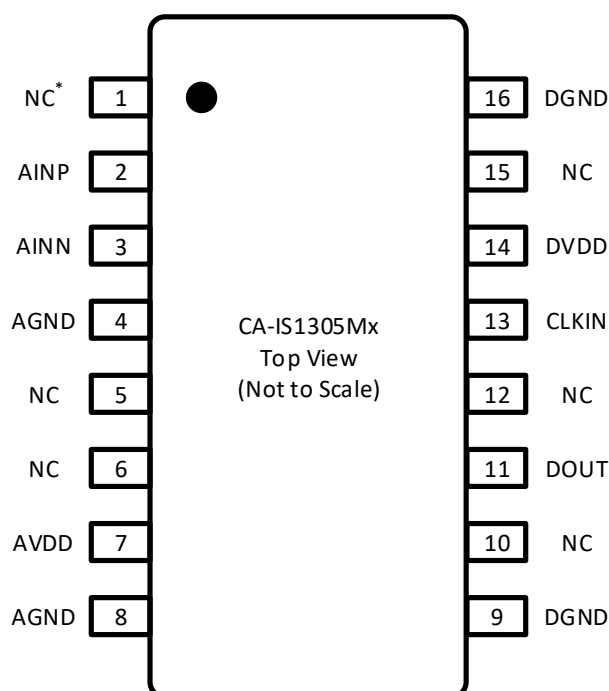 NC* 1 16 DGND
AINP 2 15 NC
AINN 3 14 DVDD
AGND 4 13 CLKIN
CA-IS1305Mx
Top View
(Not to Scale)
NC 5 12 NC
NC 6 11 DOUT
AVDD 7 10 NC
AGND 8 9 DGND